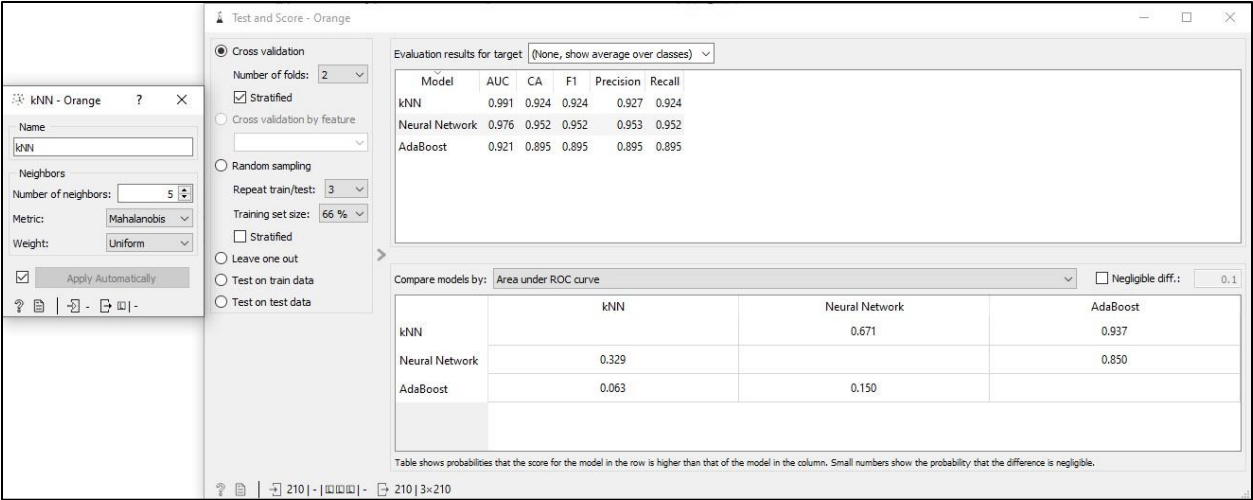 Test and Score - Orange
Cross validation
Number of folds: 2
Stratified
Cross validation by feature
Random sampling
Repeat train/test: 3
Training set size: 66 %
Stratified
Leave one out
Test on train data
Test on test data
Evaluation results for target (None, show average over classes)
Model AUC CA F1 Precision Recall
kNN 0.991 0.924 0.924 0.927 0.924
Neural Network 0.976 0.952 0.952 0.953 0.952
AdaBoost 0.921 0.895 0.895 0.895 0.895
Compare models by: Area under ROC curve
Negligible diff.: 0.1
kNN Neural Network AdaBoost
kNN 0.671 0.937
Neural Network 0.329 0.850
AdaBoost 0.063 0.150
Table shows probabilities that the score for the model in the row is higher than that of the model in the column. Small numbers show the probability that the difference is negligible.
? 210 | - | - 210 | 3×210
kNN - Orange ? ×
Name
kNN
Neighbors
Number of neighbors: 5
Metric: Mahalanobis
Weight: Uniform
Apply Automatically
? | - | -